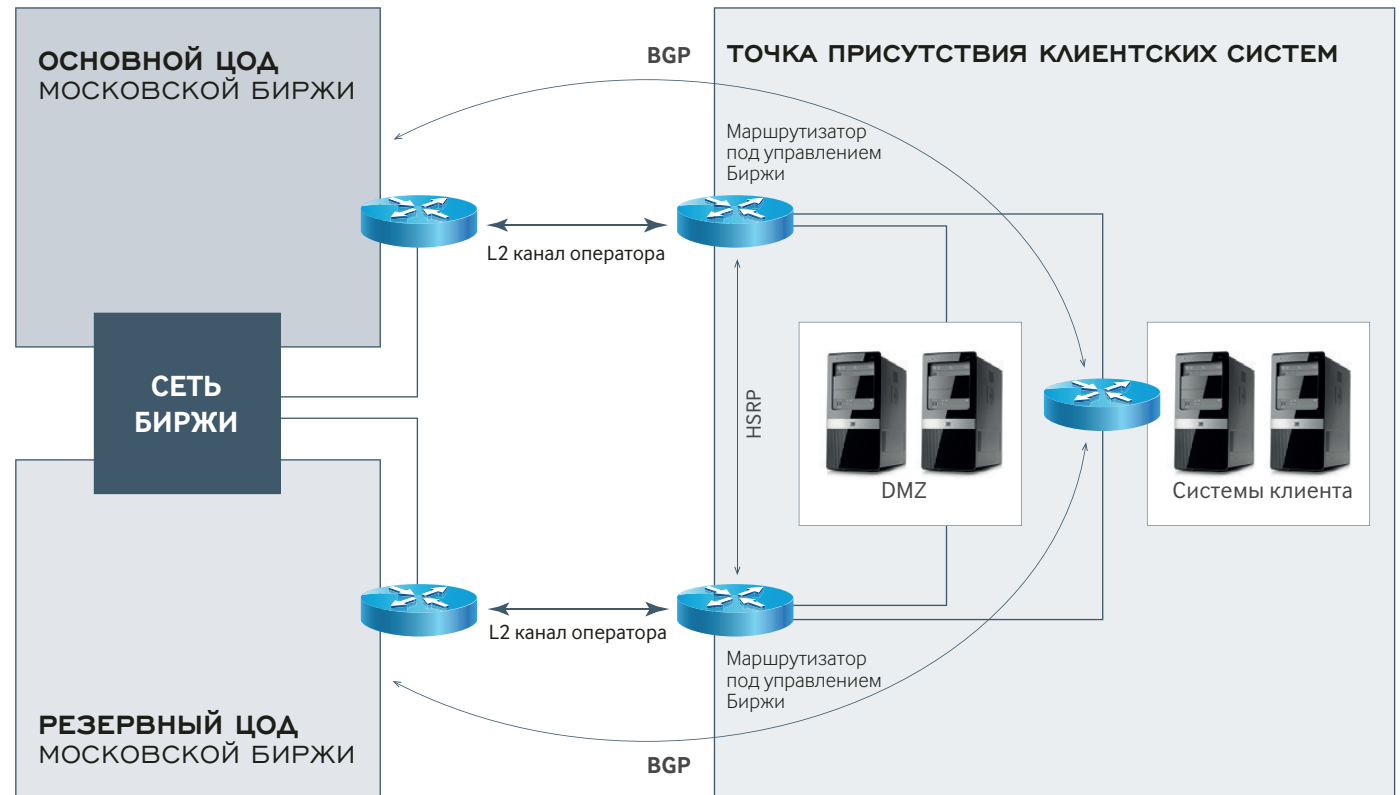 ОСНОВНОЙ ЦОД
МОСКОВСКОЙ БИРЖИ
BGP
ТОЧКА ПРИСУТСТВИЯ КЛИЕНТСКИХ СИСТЕМ
Маршрутизатор
под управлением
Биржи
L2 канал оператора
СЕТЬ
БИРЖИ
HSRP
DMZ
Системы клиента
L2 канал оператора
Маршрутизатор
под управлением
Биржи
РЕЗЕРВНЫЙ ЦОД
МОСКОВСКОЙ БИРЖИ
BGP